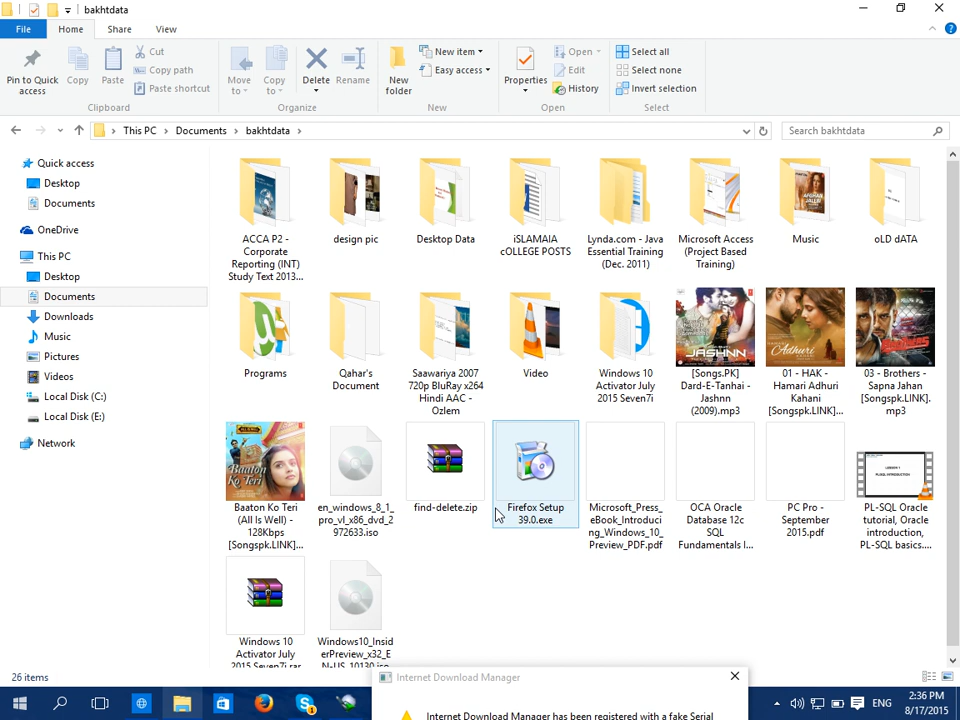 bakhtdata
File Home Share View
Pin to Quick access
Copy
Paste
Cut
Copy path
Paste shortcut
Clipboard
Move to
Copy to
Delete
Rename
Organize
New folder
New item
Easy access
New
Properties
Open
Edit
History
Open
Select all
Select none
Invert selection
Select
This PC > Documents > bakhtdata >
Search bakhtdata
Quick access
Desktop
Documents
OneDrive
This PC
Desktop
Documents
Downloads
Music
Pictures
Videos
Local Disk (C:)
Local Disk (E:)
Network
ACCA P2 -
Corporate
Reporting (INT)
Study Text 2013...
design pic
Desktop Data
iSLAMAIA
cOLLEGE POSTS
Lynda.com - Java
Essential Training
(Dec. 2011)
Microsoft Access
(Project Based
Training)
Music
oLD dATA
Programs
Qahar's
Document
Saawariya 2007
720p BluRay x264
Hindi AAC -
Ozlem
Video
Windows 10
Activator July
2015 Seven7i
[Songs.PK]
Dard-E-Tanhai -
Jashnn
(2009).mp3
01 - HAK -
Hamari Adhuri
Kahani
[Songspk.LINK]...
03 - Brothers -
Sapna Jahan
[Songspk.LINK].
mp3
Baaton Ko Teri
(All Is Well) -
128Kbps
[Songspk.LINK]...
en_windows_8_1_
pro_vl_x86_dvd_2
972633.iso
find-delete.zip
Firefox Setup
39.0.exe
Microsoft_Press_
eBook_Introduci
ng_Windows_10_
Preview_PDF.pdf
OCA Oracle
Database 12c
SQL
Fundamentals I...
PC Pro -
September
2015.pdf
PL-SQL Oracle
tutorial, Oracle
introduction,
PL-SQL basics....
Windows 10
Activator July
2015 Seven7i.rar
Windows10_Insid
erPreview_x32_E
N-US_10130.iso
26 items
Internet Download Manager
Internet Download Manager has been registered with a fake Serial
ENG
2:36 PM
8/17/2015